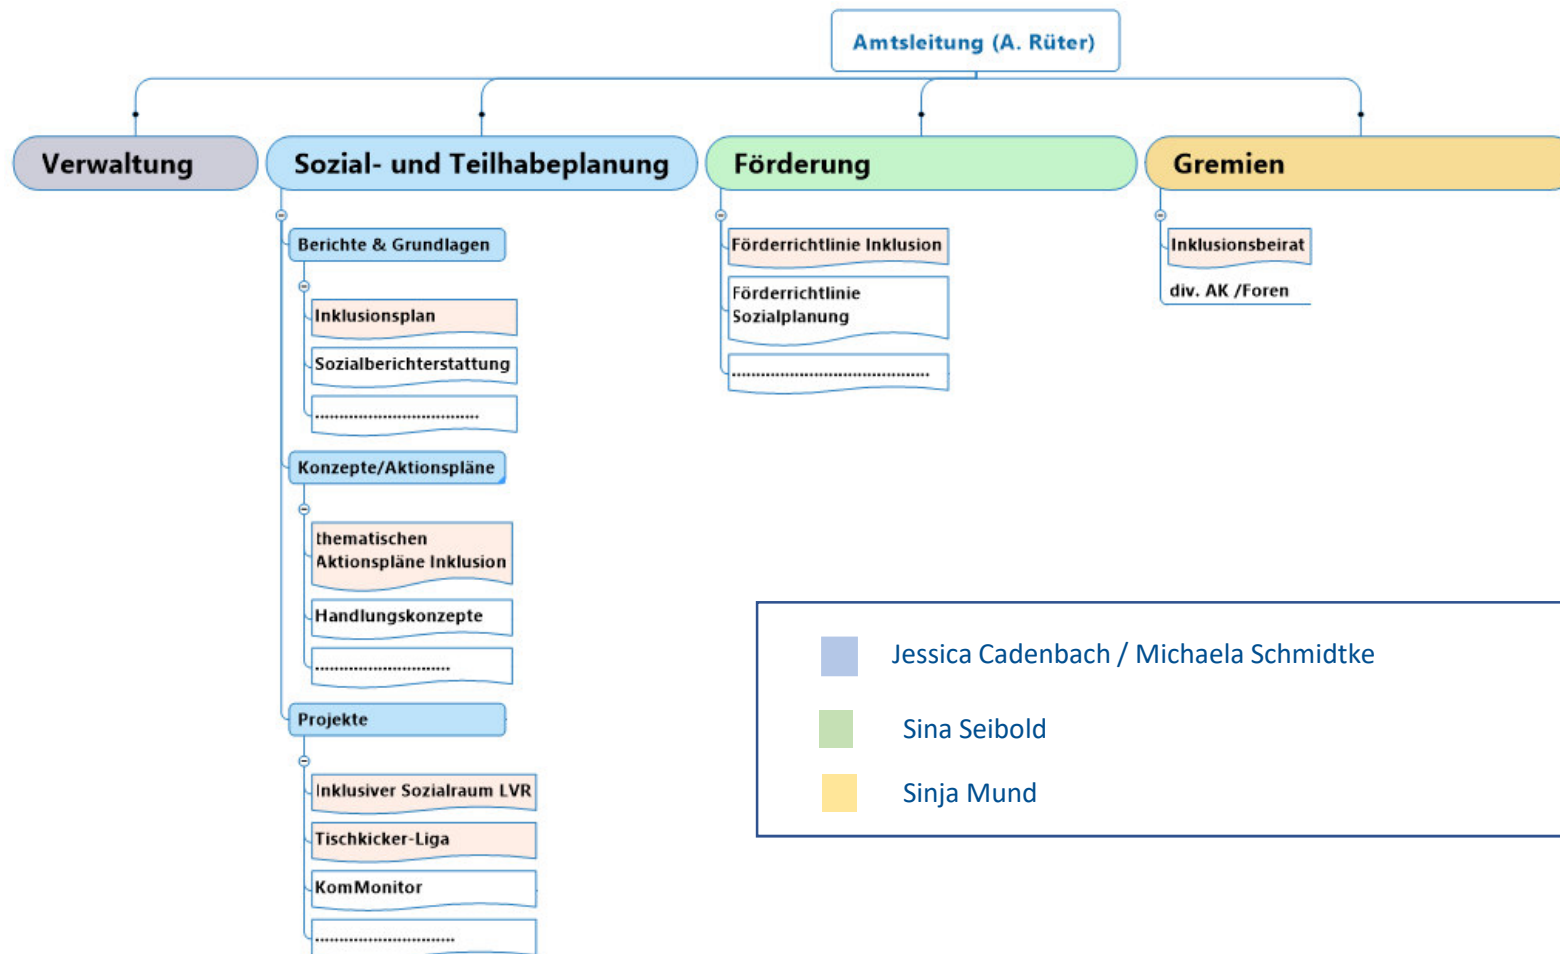 Amtsleitung (A. Rüter)
Verwaltung
Sozial- und Teilhabeplanung
Förderung
Gremien
Berichte & Grundlagen
Inklusionsplan
Sozialberichterstattung
..................................
Konzepte/Aktionspläne
thematischen
Aktionspläne Inklusion
Handlungskonzepte
............................
Projekte
Inklusiver Sozialraum LVR
Tischkicker-Liga
KomMonitor
.............................
Förderrichtlinie Inklusion
Förderrichtlinie
Sozialplanung
.........................................
Inklusionsbeirat
div. AK /Foren
Jessica Cadenbach / Michaela Schmidtke
Sina Seibold
Sinja Mund